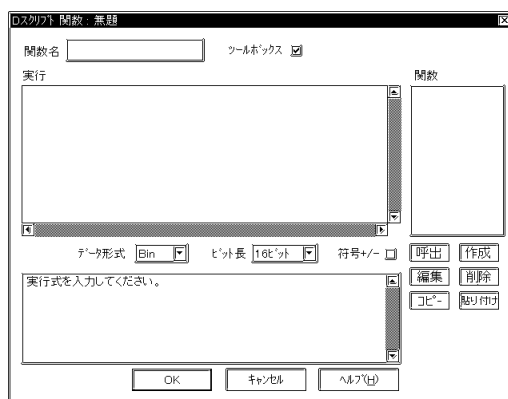 Dスクリプト 関数 : 無題
関数名 ツールボックス
実行 関数
データ形式 Bin ビット長 16ビット 符号+/-
呼出 作成
編集 削除
コピー 貼り付け
実行式を入力してください。
OK キャンセル ヘルプ(H)